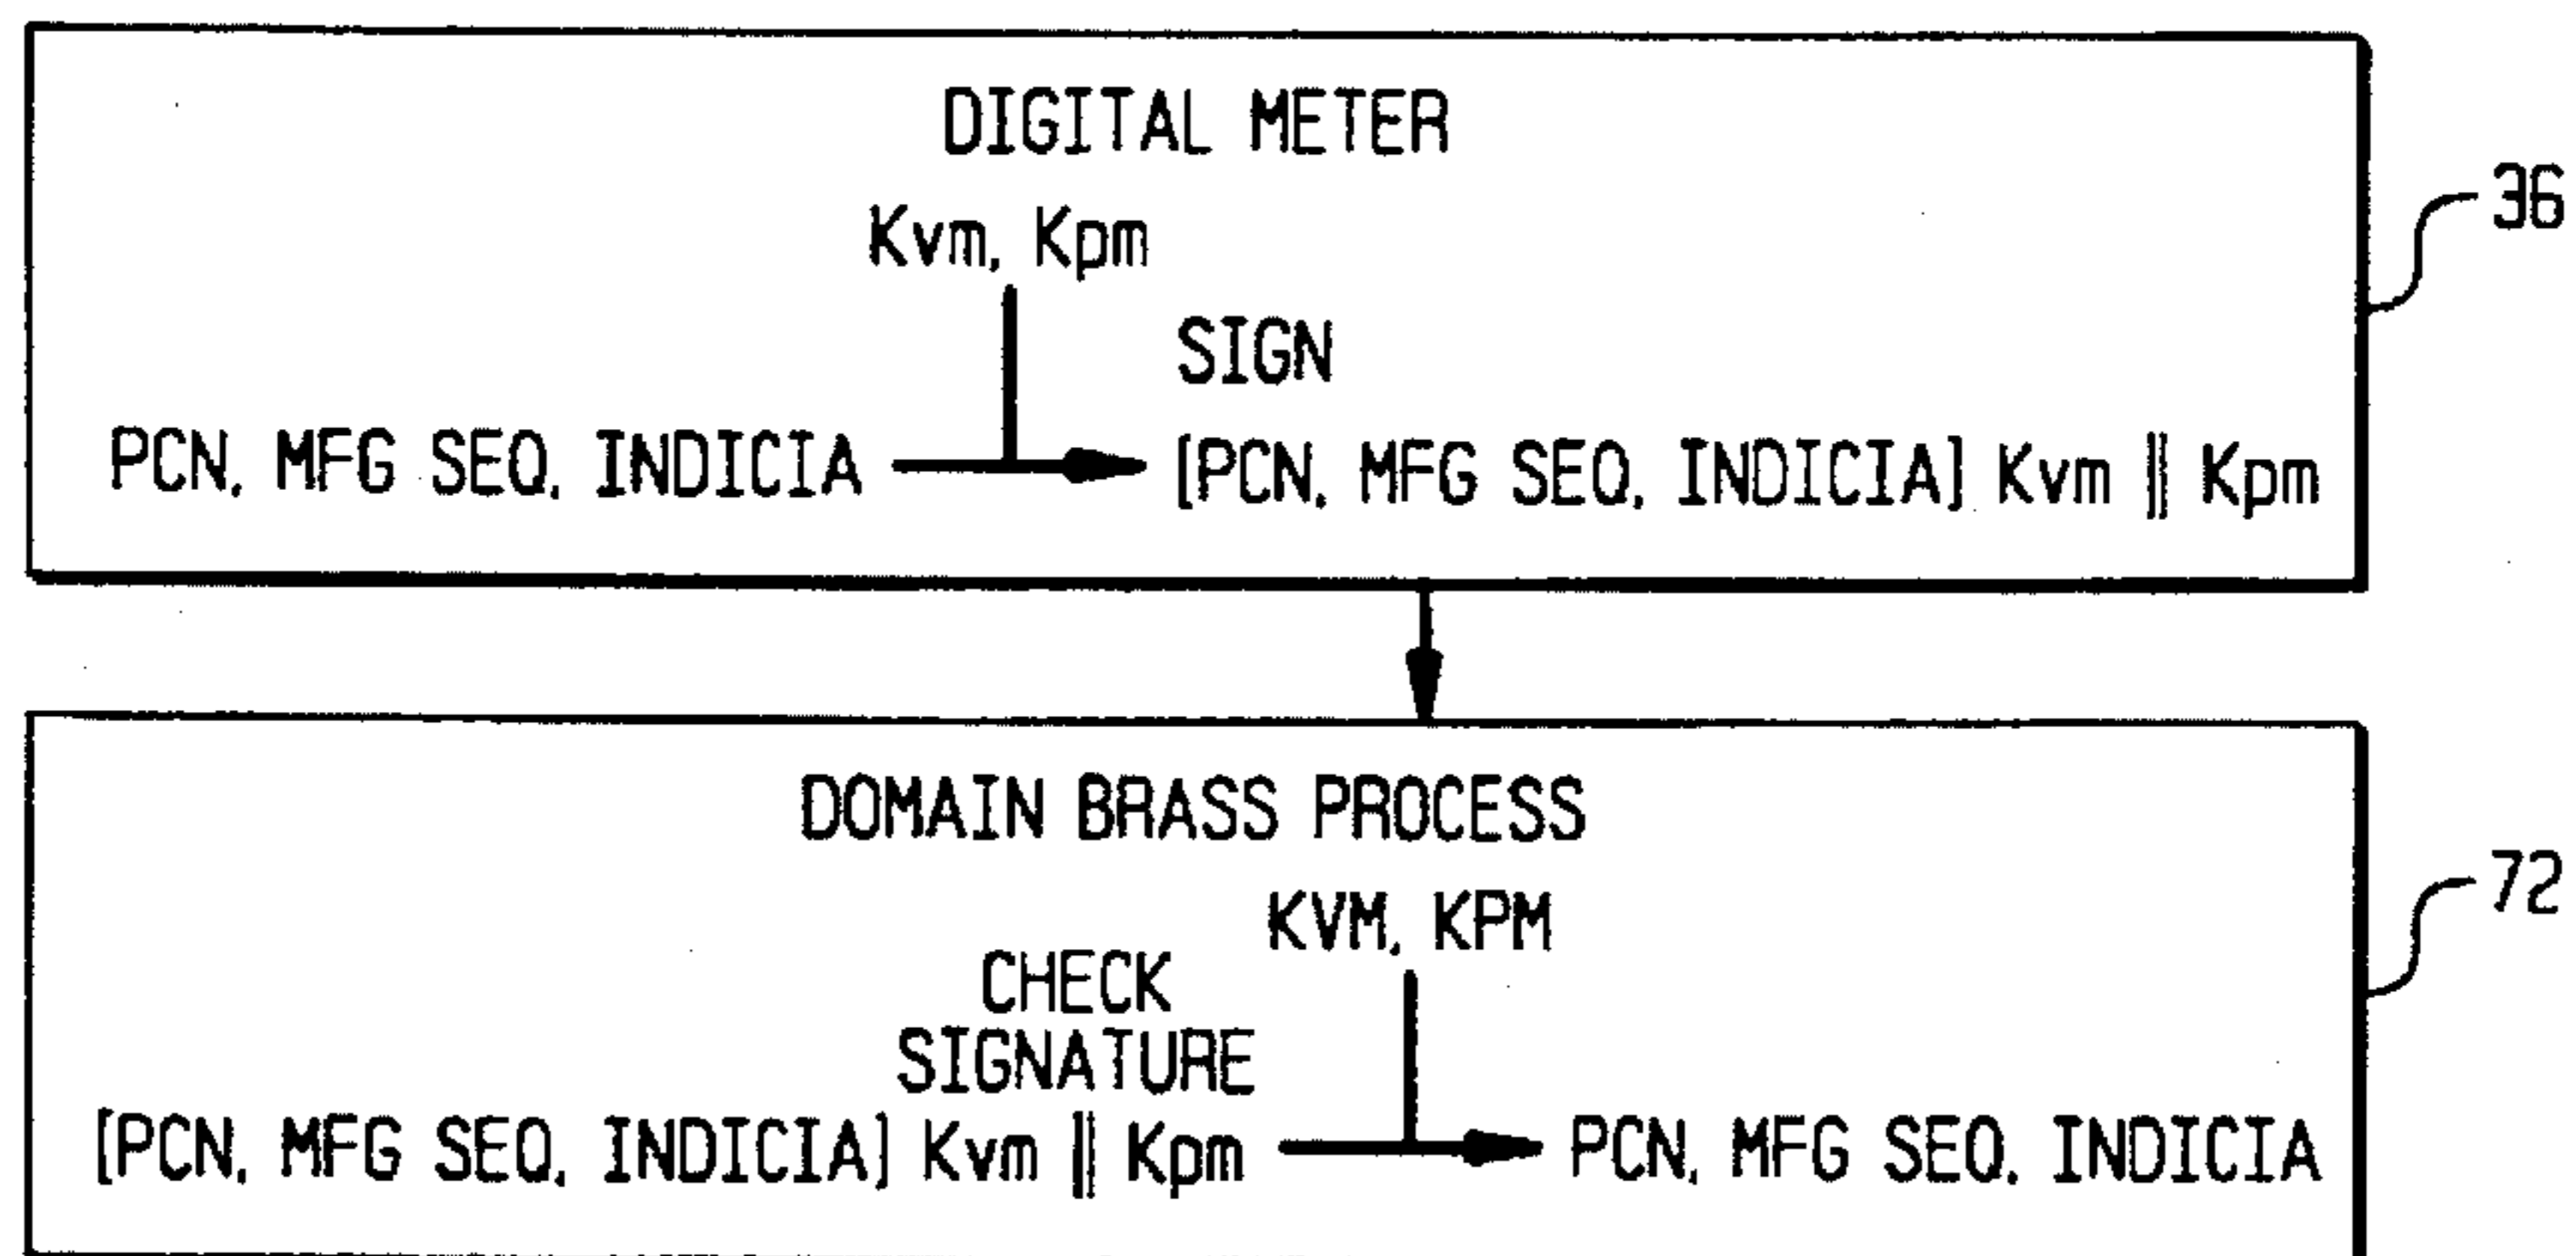 DIGITAL METER
Kvm, Kpm
36
SIGN
PCN, MFG SEQ, INDICIA
[PCN, MFG SEQ, INDICIA] Kvm || Kpm
DOMAIN BRASS PROCESS
72
KVM, KPM
CHECK
SIGNATURE
[PCN, MFG SEQ, INDICIA] Kvm || Kpm
PCN, MFG SEQ, INDICIA